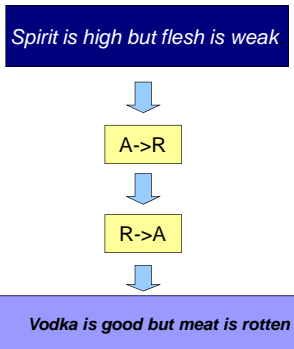 Spirit is high but flesh is weak
A->R
R->A
Vodka is good but meat is rotten